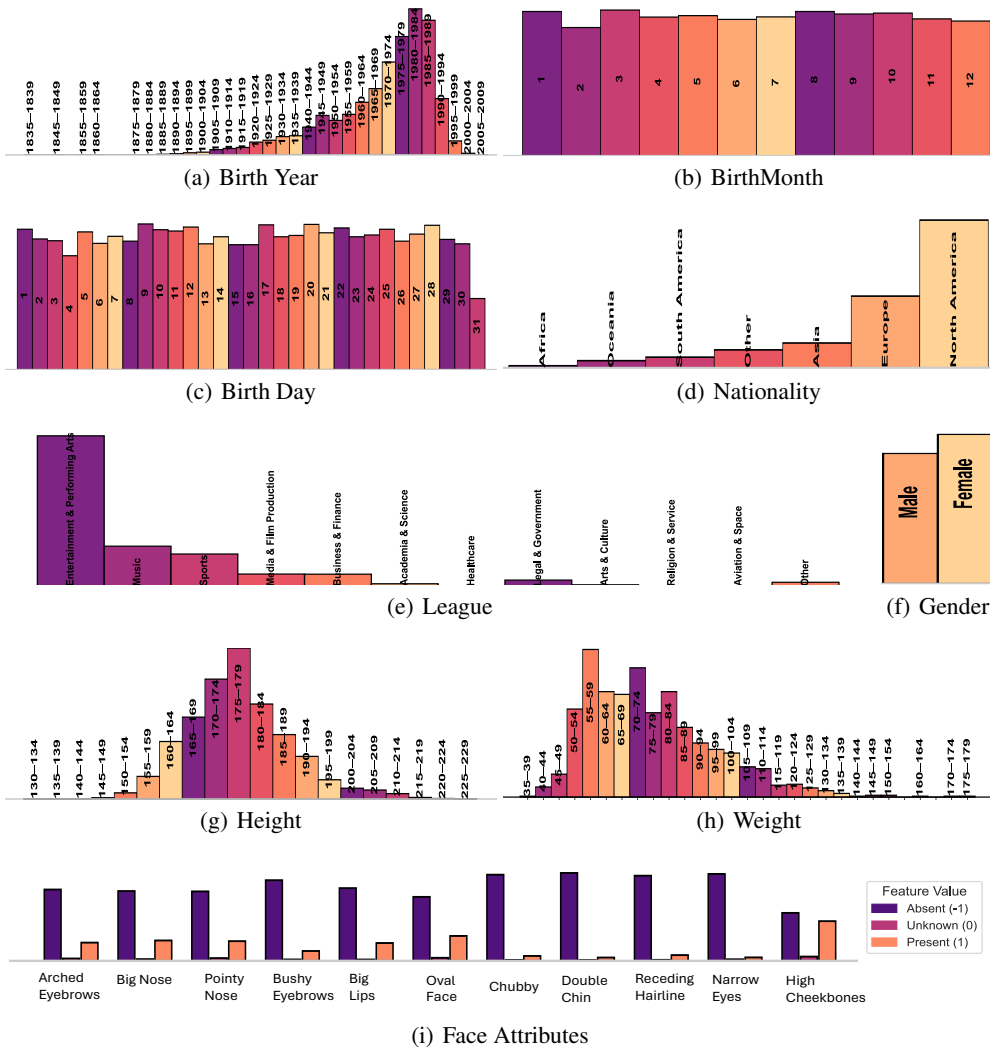 1835–1839
1845–1849
1855–1859
1860–1864
1875–1879
1880–1884
1885–1889
1890–1894
1895–1899
1900–1904
1905–1909
1910–1914
1915–1919
1920–1924
1925–1929
1930–1934
1935–1939
1940–1944
1945–1949
1950–1954
1955–1959
1960–1964
1965–1969
1970–1974
1975–1979
1980–1984
1985–1989
1990–1994
1995–1999
2000–2004
2005–2009
(a) Birth Year
1
2
3
4
5
6
7
8
9
10
11
12
(b) BirthMonth
1
2
3
4
5
6
7
8
9
10
11
12
13
14
15
16
17
18
19
20
21
22
23
24
25
26
27
28
29
30
31
(c) Birth Day
Africa
Oceania
South America
Other
Asia
Europe
North America
(d) Nationality
Entertainment & Performing Arts
Music
Sports
Media & Film Production
Business & Finance
Academia & Science
Healthcare
Legal & Government
Arts & Culture
Religion & Service
Aviation & Space
Other
(e) League
Male
Female
(f) Gender
130–134
135–139
140–144
145–149
150–154
155–159
160–164
165–169
170–174
175–179
180–184
185–189
190–194
195–199
200–204
205–209
210–214
215–219
220–224
225–229
(g) Height
35–39
40–44
45–49
50–54
55–59
60–64
65–69
70–74
75–79
80–84
85–89
90–94
95–99
100–104
105–109
110–114
115–119
120–124
125–129
130–134
135–139
140–144
145–149
150–154
160–164
170–174
175–179
(h) Weight
Arched
Eyebrows
Big Nose
Pointy
Nose
Bushy
Eyebrows
Big
Lips
Oval
Face
Chubby
Double
Chin
Receding
Hairline
Narrow
Eyes
High
Cheekbones
Feature Value
Absent (-1)
Unknown (0)
Present (1)
(i) Face Attributes